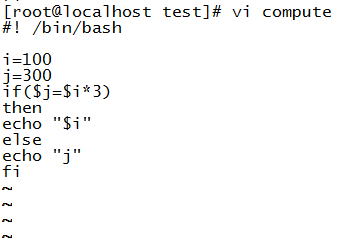 [root@localhost test]# vi compute
#! /bin/bash
i=100
j=300
if($j=$i*3)
then
echo "$i"
else
echo "j"
fi
~
~
~
~